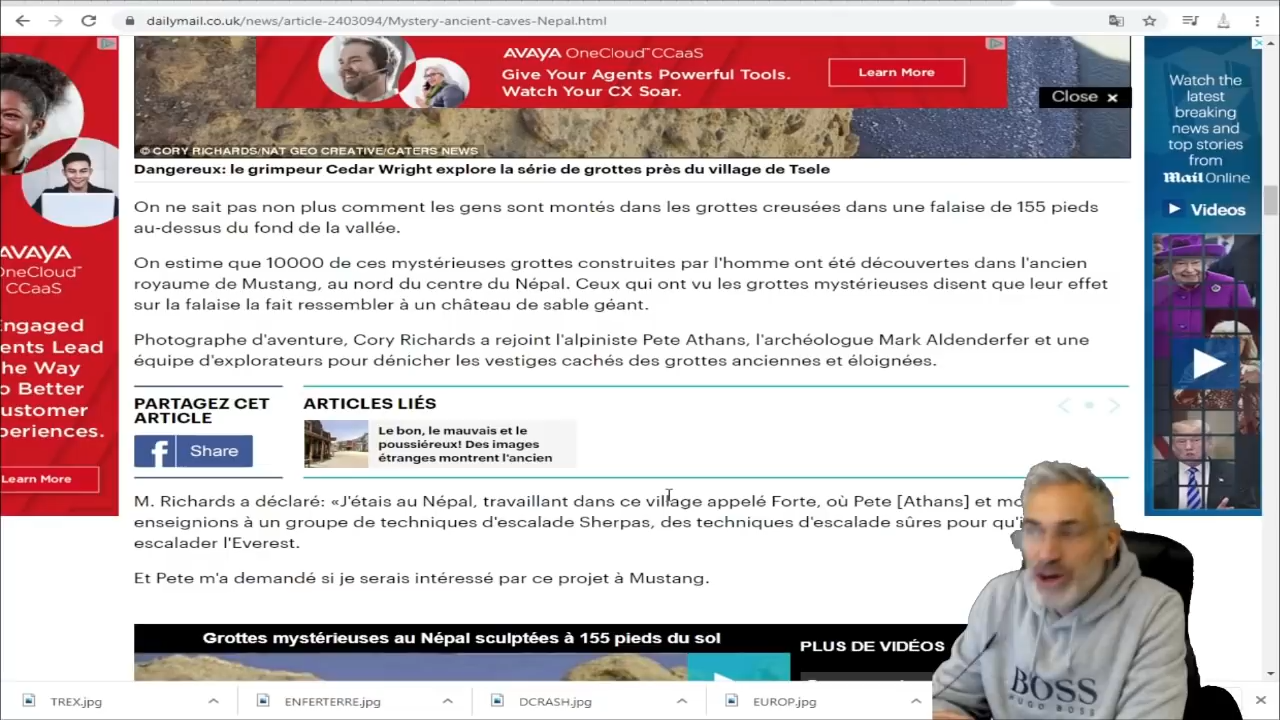 dailymail.co.uk/news/article-2403094/Mystery-ancient-caves-Nepal.html
AVAYA OneCloud™ CCaaS
Give Your Agents Powerful Tools.
Watch Your CX Soar.
Learn More
Close ×
© CORY RICHARDS/NAT GEO CREATIVE/CATERS NEWS
Dangereux: le grimpeur Cedar Wright explore la série de grottes près du village de Tsele
On ne sait pas non plus comment les gens sont montés dans les grottes creusées dans une falaise de 155 pieds
au-dessus du fond de la vallée.
On estime que 10000 de ces mystérieuses grottes construites par l'homme ont été découvertes dans l'ancien
royaume de Mustang, au nord du centre du Népal. Ceux qui ont vu les grottes mystérieuses disent que leur effet
sur la falaise la fait ressembler à un château de sable géant.
Photographe d'aventure, Cory Richards a rejoint l'alpiniste Pete Athans, l'archéologue Mark Aldenderfer et une
équipe d'explorateurs pour dénicher les vestiges cachés des grottes anciennes et éloignées.
PARTAGEZ CET
ARTICLE
f Share
ARTICLES LIÉS
Le bon, le mauvais et le
poussiéreux! Des images
étranges montrent l'ancien
M. Richards a déclaré: «J'étais au Népal, travaillant dans ce village appelé Forte, où Pete [Athans] et
enseignions à un groupe de techniques d'escalade Sherpas, des techniques d'escalade sûres pour
escalader l'Everest.
Et Pete m'a demandé si je serais intéressé par ce projet à Mustang.
Grottes mystérieuses au Népal sculptées à 155 pieds du sol
PLUS DE VIDÉOS
AVAYA
OneCloud™
CCaaS
Engaged
ents Lead
he Way
o Better
ustomer
periences.
Learn More
Watch the
latest
breaking
news and
top stories
from
Mail Online
Videos
BOSS
HUGO BOSS
TREX.jpg
ENFERTERRE.jpg
DCRASH.jpg
EUROP.jpg